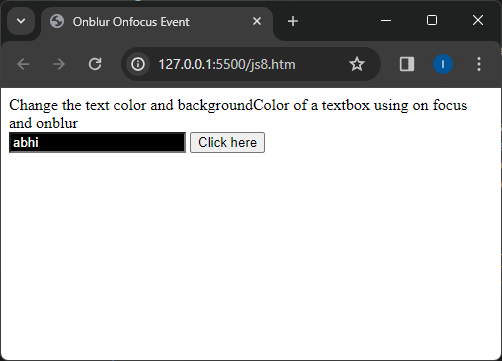 Onblur Onfocus Event
127.0.0.1:5500/js8.htm
I
Change the text color and backgroundColor of a textbox using on focus
and onblur
abhi Click here